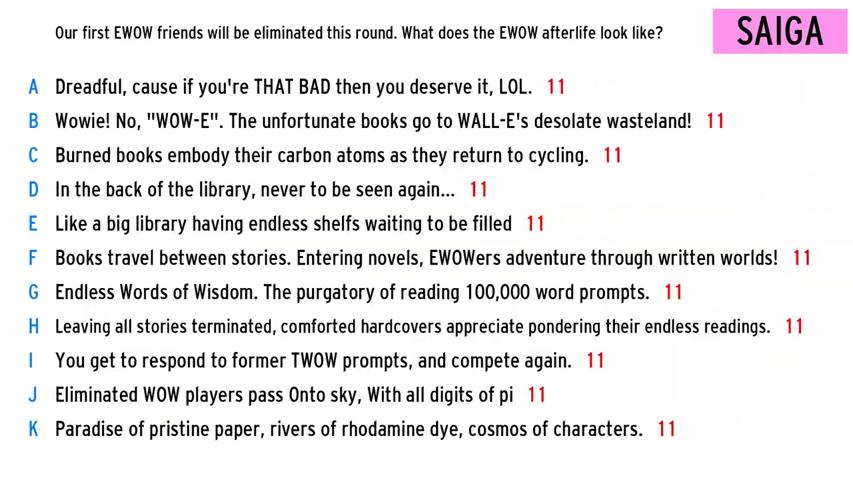 Our first EWOW friends will be eliminated this round. What does the EWOW afterlife look like?
SAIGA
A Dreadful, cause if you're THAT BAD then you deserve it, LOL. 11
B Wowie! No, "WOW-E". The unfortunate books go to WALL-E's desolate wasteland! 11
C Burned books embody their carbon atoms as they return to cycling. 11
D In the back of the library, never to be seen again... 11
E Like a big library having endless shelfs waiting to be filled 11
F Books travel between stories. Entering novels, EWOWers adventure through written worlds! 11
G Endless Words of Wisdom. The purgatory of reading 100,000 word prompts. 11
H Leaving all stories terminated, comforted hardcovers appreciate pondering their endless readings. 11
I You get to respond to former TWOW prompts, and compete again. 11
J Eliminated WOW players pass Onto sky, With all digits of pi 11
K Paradise of pristine paper, rivers of rhodamine dye, cosmos of characters. 11